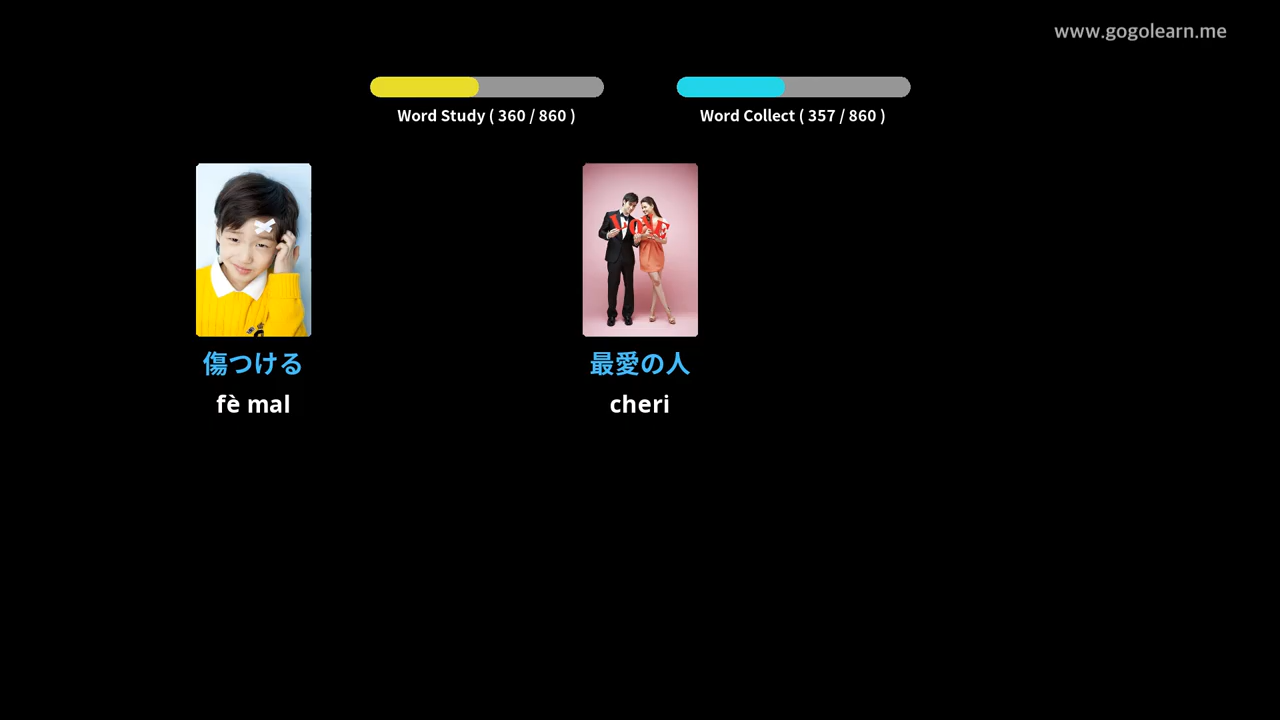 www.gogolearn.me
Word Study ( 360 / 860 )
Word Collect ( 357 / 860 )
LOVE
傷つける
fè mal
最愛の人
cheri